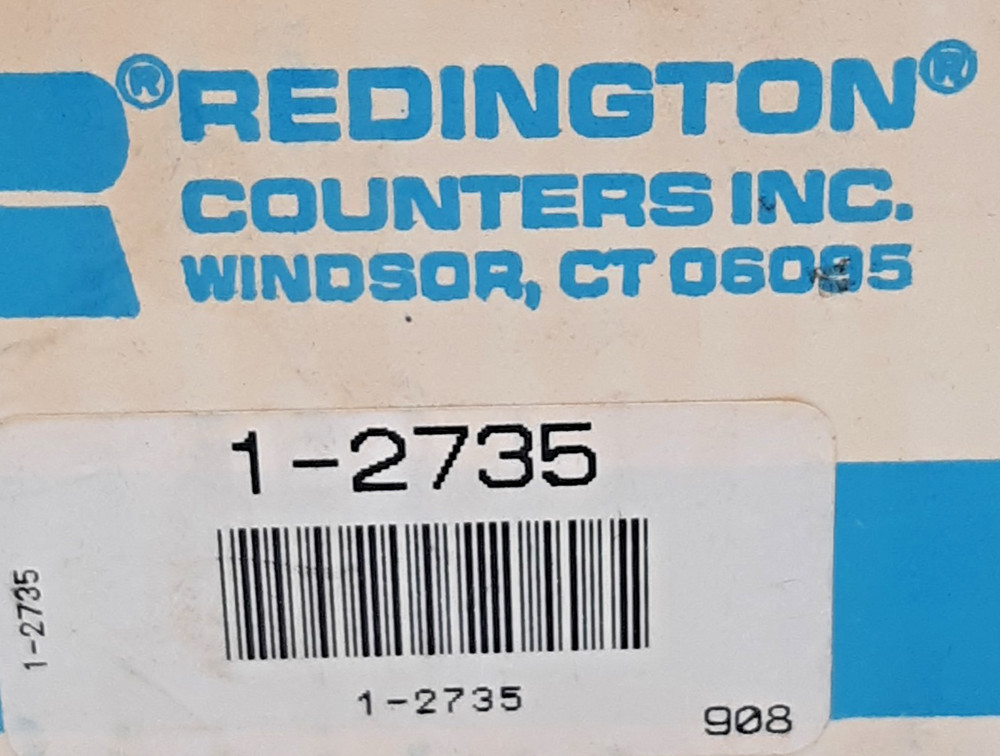 ® REDINGTON®
COUNTERS INC.
WINDSOR, CT 06095
1-2735
1-2735
1-2735
908